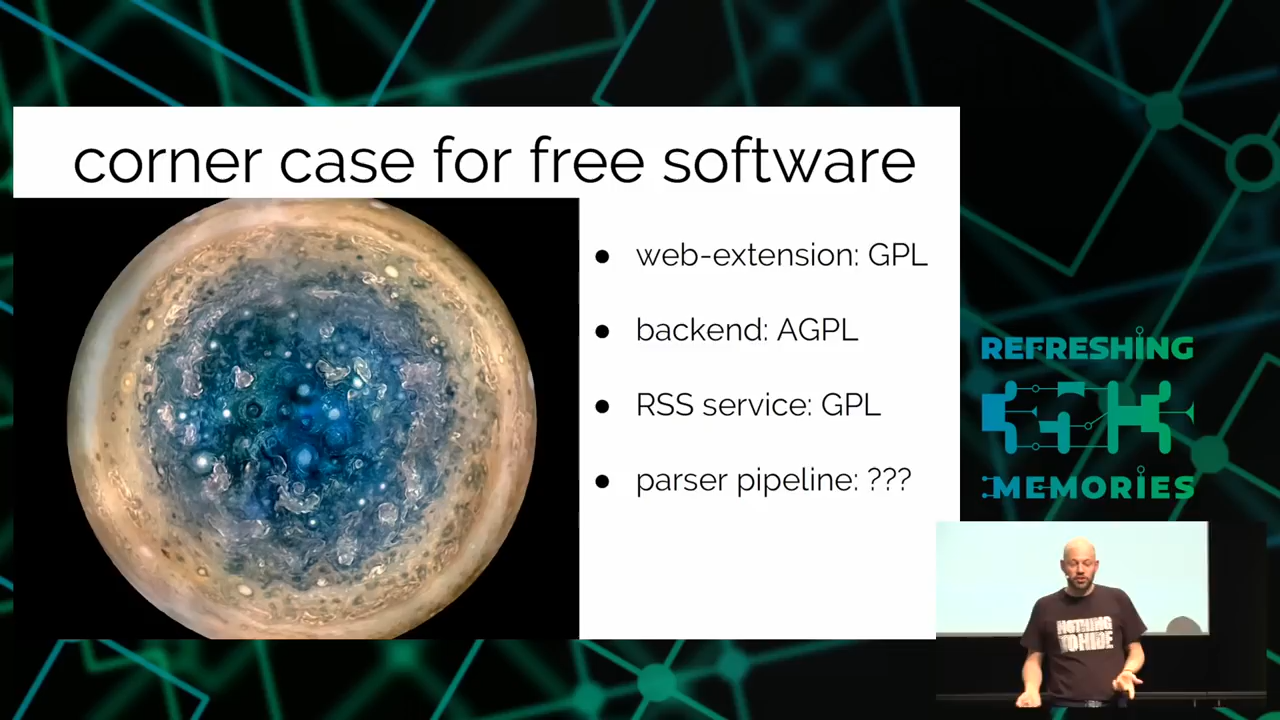 corner case for free software
● web-extension: GPL
● backend: AGPL
● RSS service: GPL
● parser pipeline: ???
REFRESHING
MEMORIES
NOTHING
TO HIDE